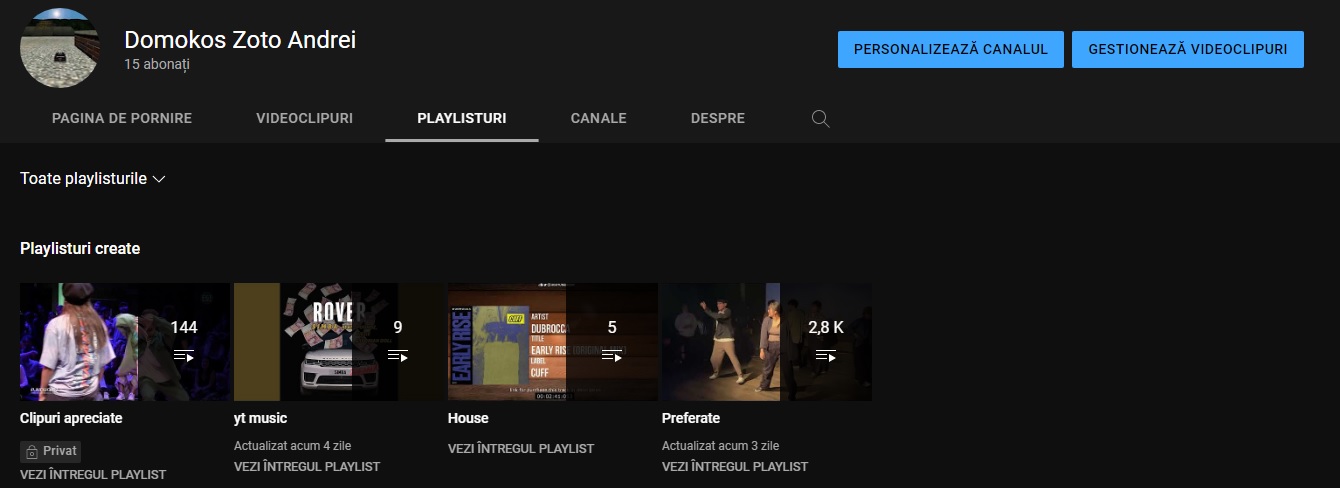 Domokos Zoto Andrei
15 abonați
PERSONALIZEAZĂ CANALUL
GESTIONEAZĂ VIDEOCLIPURI
PAGINA DE PORNIRE
VIDEOCLIPURI
PLAYLISTURI
CANALE
DESPRE
Toate playlisturile
Playlisturi create
144
ROVER
9
EARLY RISE
CUFF
ARTIST
DUBROCCA
TITLE
EARLY RISE (ORIGINAL MIX)
LABEL
CUFF
5
2,8 K
Clipuri apreciate
Privat
VEZI ÎNTREGUL PLAYLIST
yt music
Actualizat acum 4 zile
VEZI ÎNTREGUL PLAYLIST
House
VEZI ÎNTREGUL PLAYLIST
Preferate
Actualizat acum 3 zile
VEZI ÎNTREGUL PLAYLIST